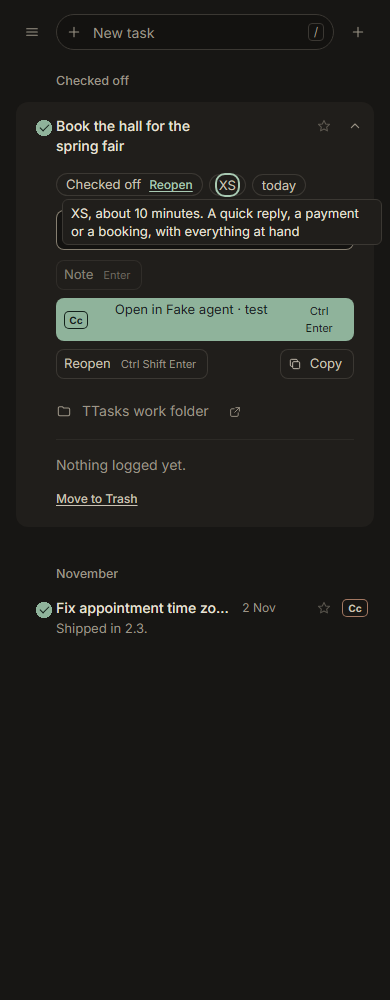 New task /
Checked off
Book the hall for the
spring fair
Checked off Reopen XS today
XS, about 10 minutes. A quick reply, a payment
or a booking, with everything at hand
Note Enter
Cc Open in Fake agent · test Ctrl
Enter
Reopen Ctrl Shift Enter Copy
TTasks work folder
Nothing logged yet.
Move to Trash
November
Fix appointment time zo... 2 Nov Cc
Shipped in 2.3.